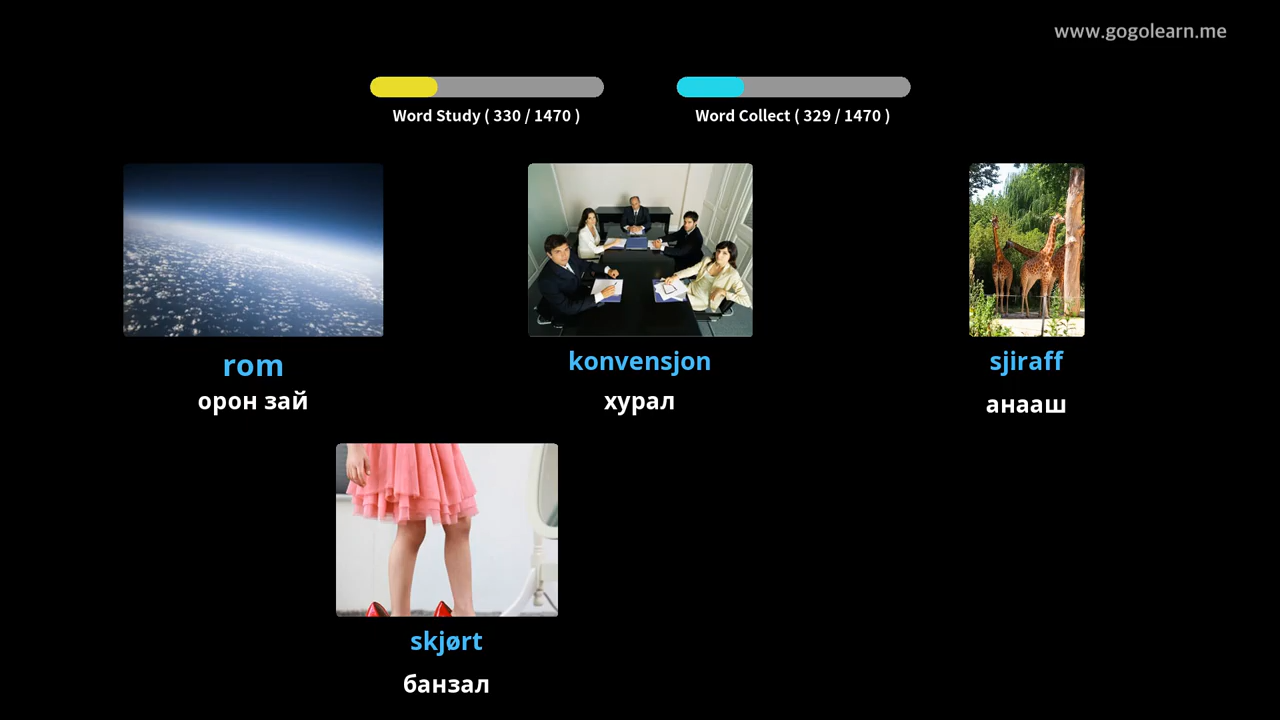 www.gogolearn.me
Word Study ( 330 / 1470 )
Word Collect ( 329 / 1470 )
rom
орон зай
konvensjon
хурал
sjiraff
анааш
skjørt
банзал